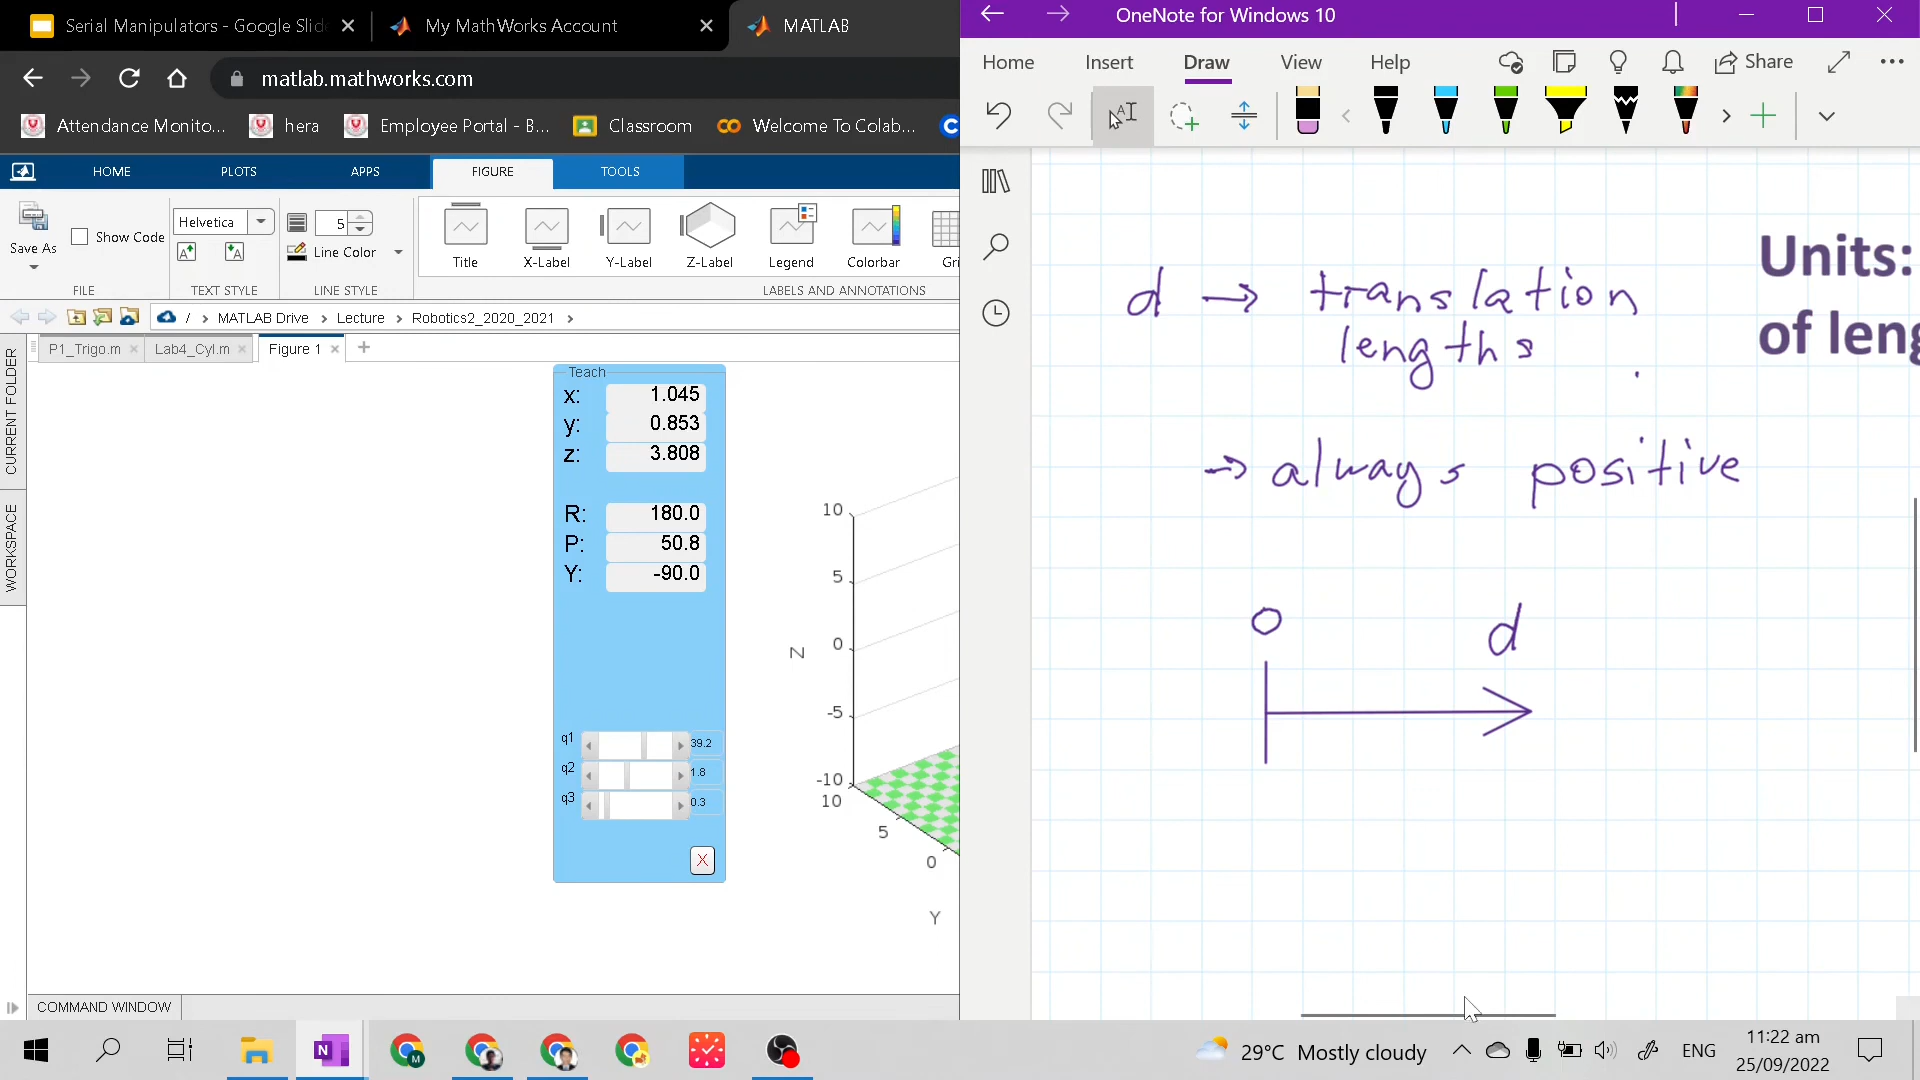 Serial Manipulators - Google Slid
My MathWorks Account
MATLAB
matlab.mathworks.com
Attendance Monito...
hera
Employee Portal - B...
Classroom
Welcome To Colab...
HOME
PLOTS
APPS
FIGURE
TOOLS
Save As
Show Code
Helvetica
5
Line Color
Title
X-Label
Y-Label
Z-Label
Legend
Colorbar
Gri
FILE
TEXT STYLE
LINE STYLE
LABELS AND ANNOTATIONS
/ > MATLAB Drive > Lecture > Robotics2_2020_2021 >
P1_Trigo.m
Lab4_Cyl.m
Figure 1
CURRENT FOLDER
WORKSPACE
Teach
x: 1.045
y: 0.853
z: 3.808
R: 180.0
P: 50.8
Y: -90.0
q1 39.2
q2 1.8
q3 0.3
X
10
5
0
-5
-10
Z
10
5
0
Y
COMMAND WINDOW
OneNote for Windows 10
Home
Insert
Draw
View
Help
Share
d → translation
lengths
→ always positive
0 d
Units:
of leng
29°C Mostly cloudy
ENG
11:22 am
25/09/2022